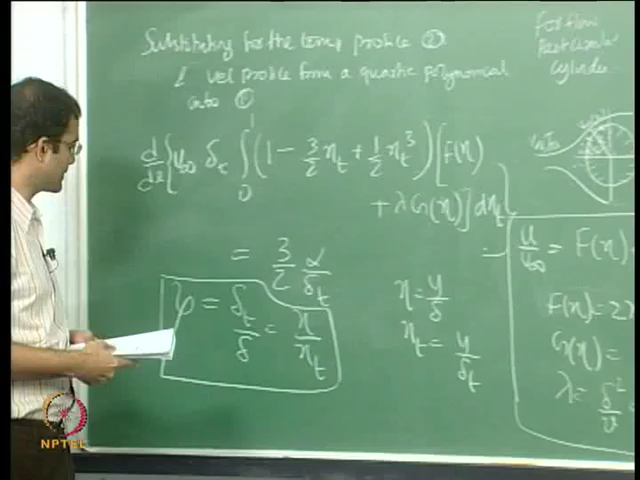 Substituting for the temp profile ②
& vel profile from a quartic polynomial
into ①
d/dx { u∞ δt ∫₀¹ (1 − 3/2 ηt + 1/2 ηt³) [F(η)
+ λG(η)] dηt }
= 3/2 α/δt
φ = δt/δ = η/ηt
η = y/δ
ηt = y/δt
For flow
past circular
cylinder
u∞
u/u∞ = F(η)
F(η) = 2η
G(η) =
λ = δ²/ν
NPTEL